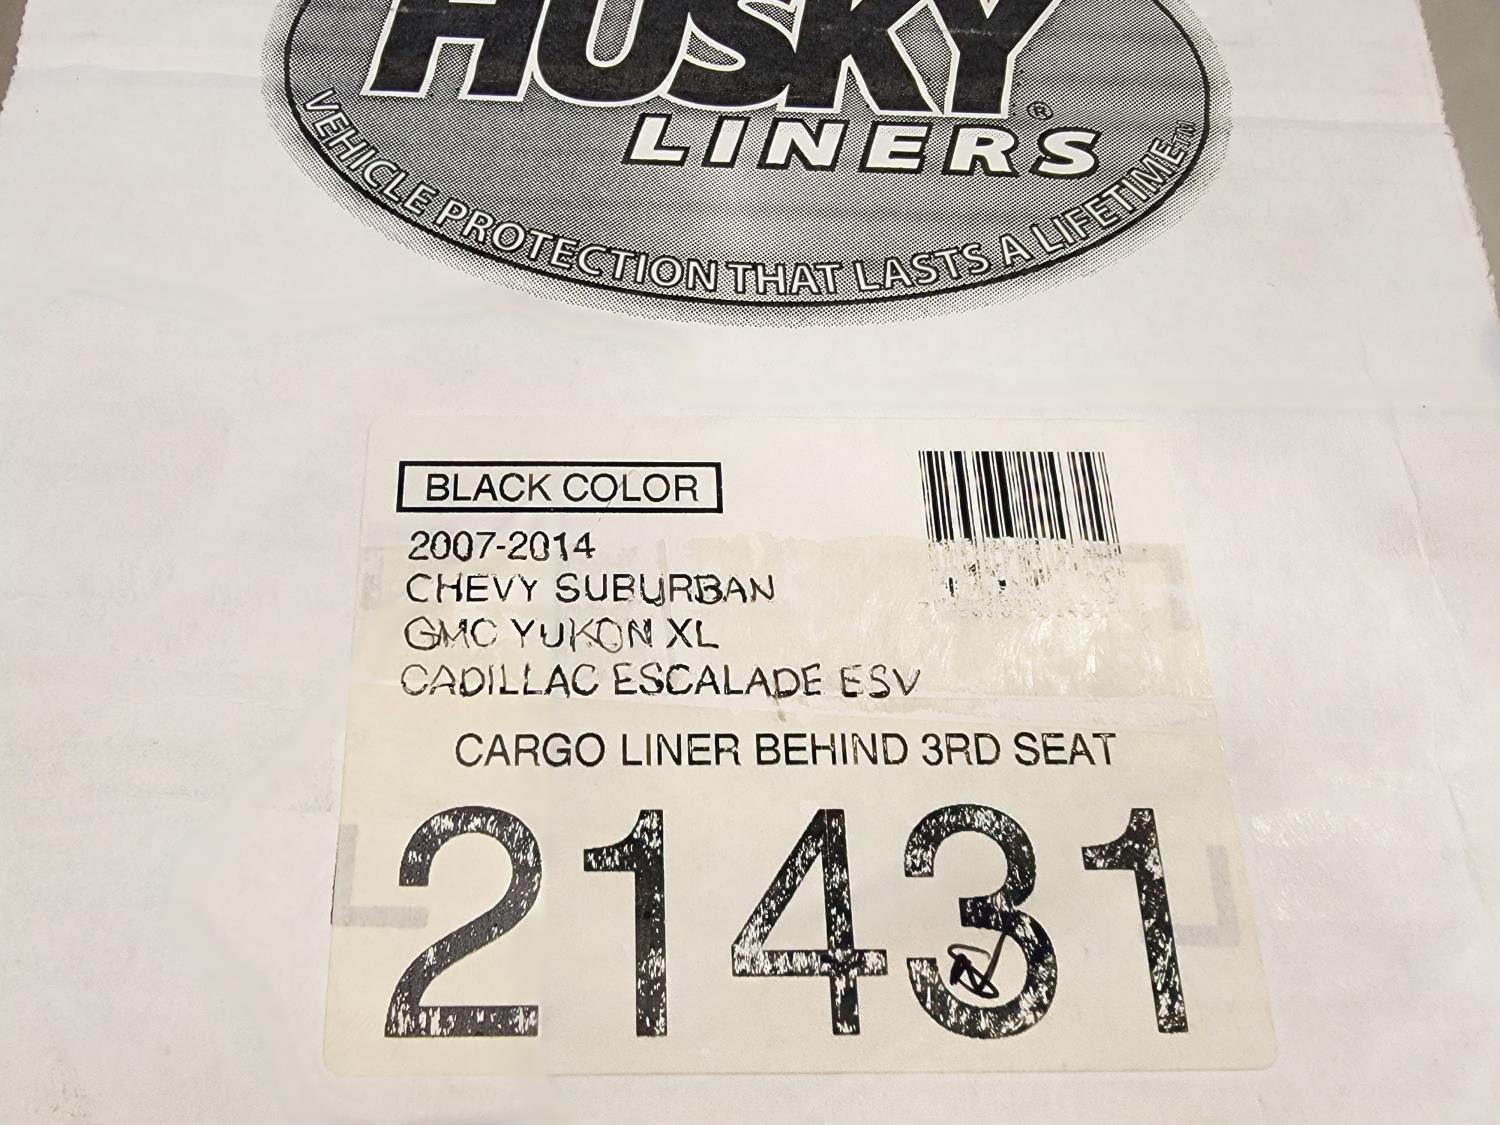 HUSKY®
LINERS
VEHICLE PROTECTION THAT LASTS A LIFETIME™
BLACK COLOR
2007-2014
CHEVY SUBURBAN
GMC YUKON XL
CADILLAC ESCALADE ESV
CARGO LINER BEHIND 3RD SEAT
21431